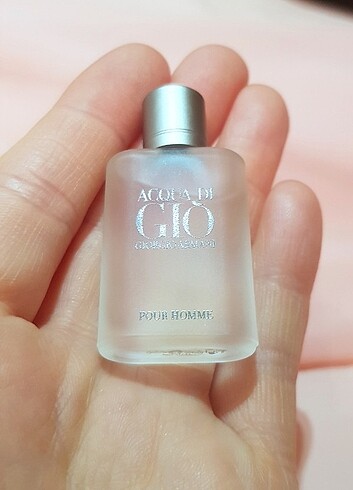 ACQUA DI
GIÒ
GIORGIO ARMANI
POUR HOMME